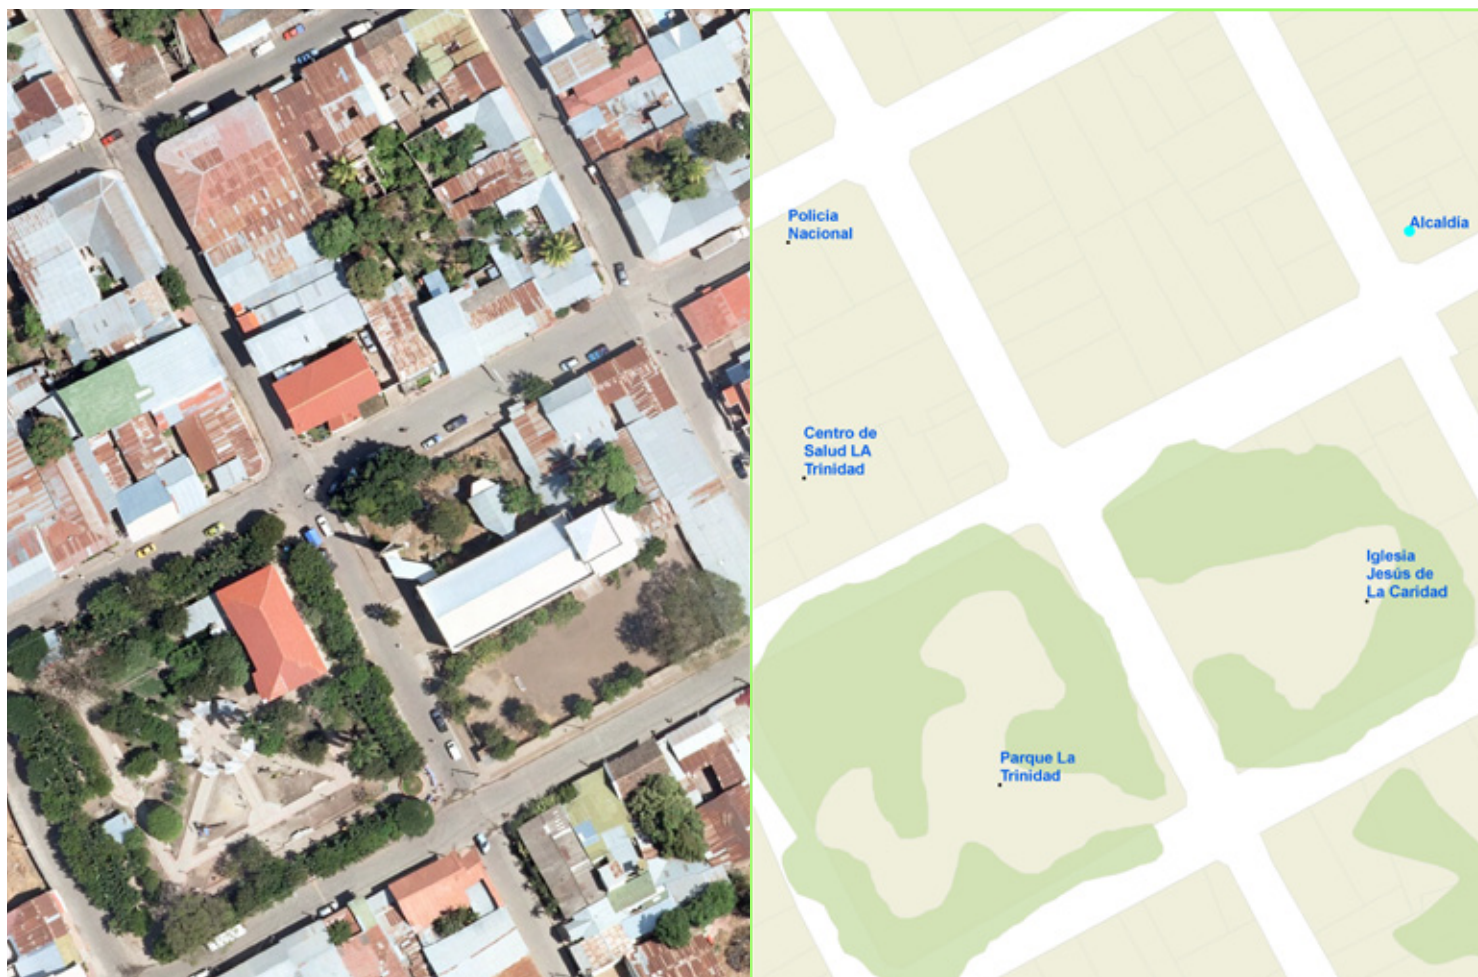 Policia
Nacional
Alcaldía
Centro de
Salud LA
Trinidad
Iglesia
Jesús de
La Caridad
Parque La
Trinidad